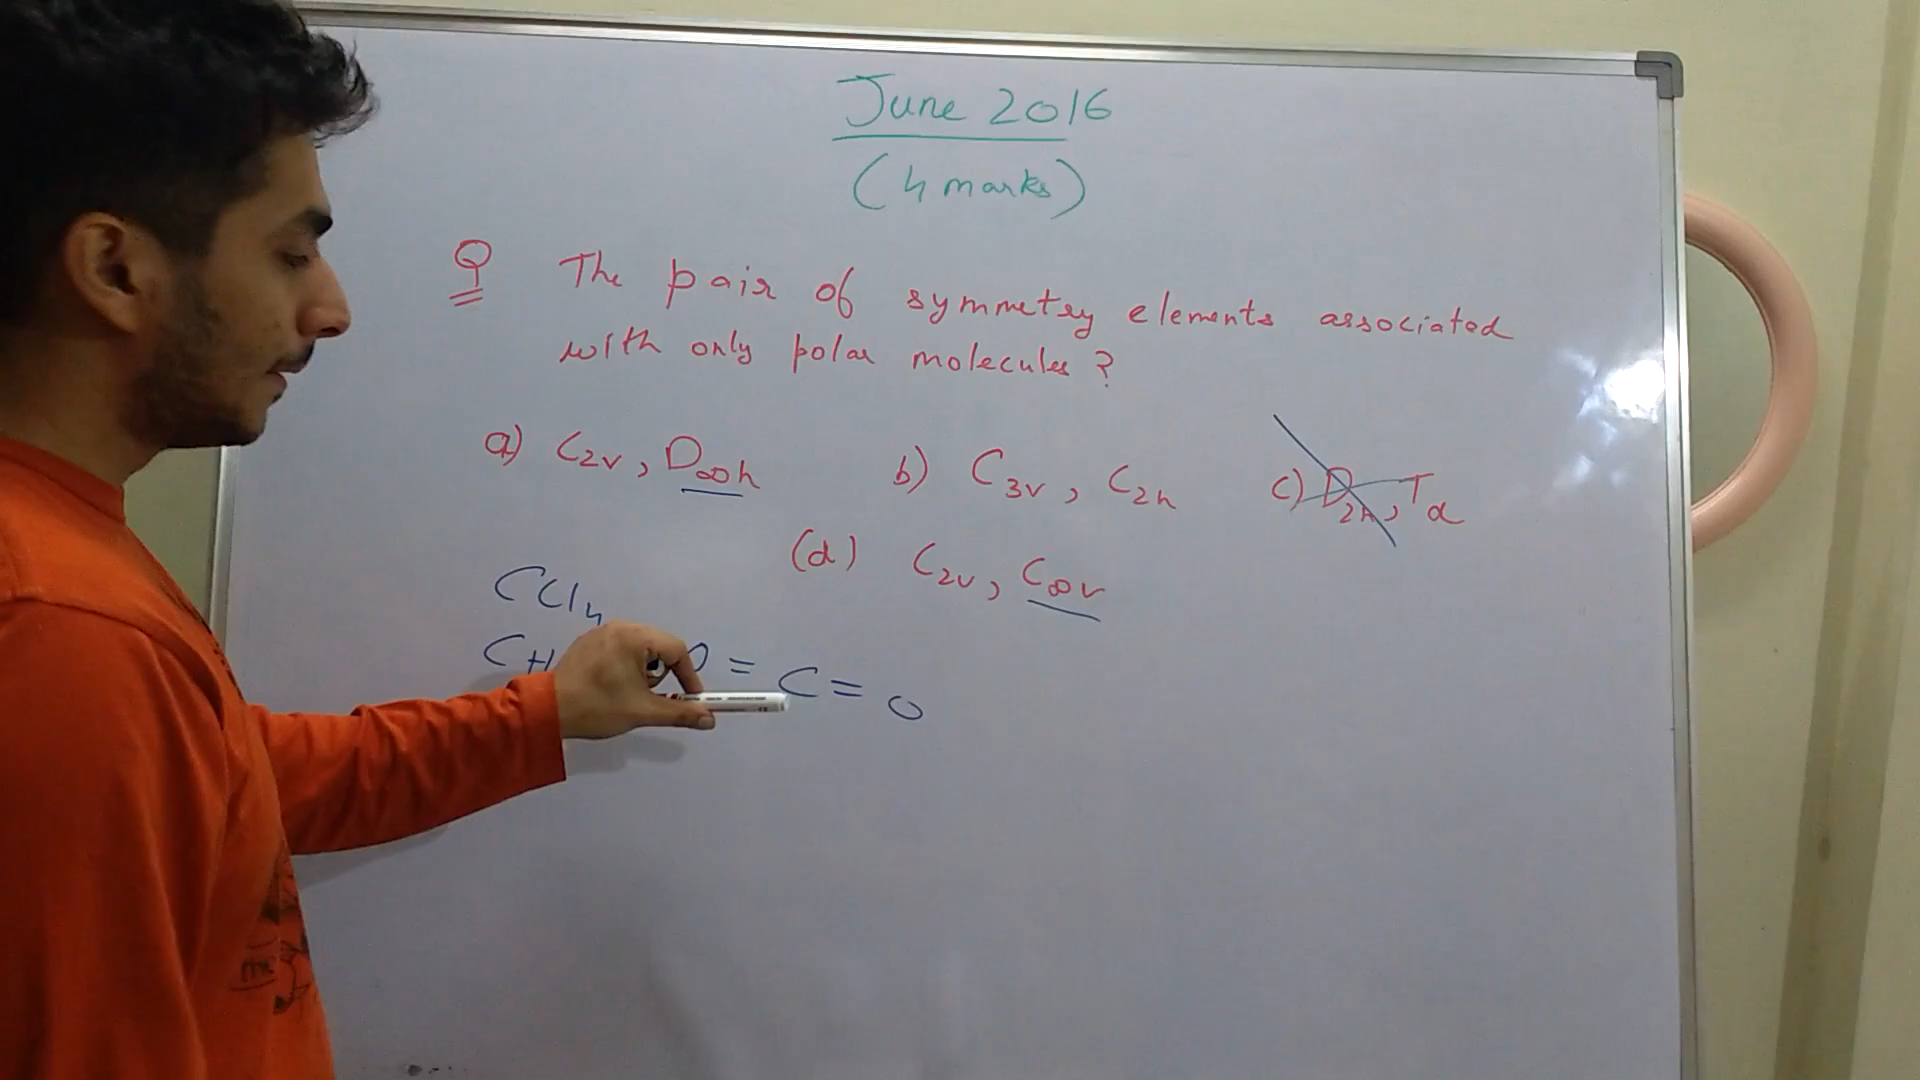 June 2016
(4 marks)
Q The pair of symmetry elements associated
with only polar molecules?
a) C2v, D∞h b) C3v, C2h c) D2h, Td
(d) C2v, C∞v
CCl4
CH O = C = O